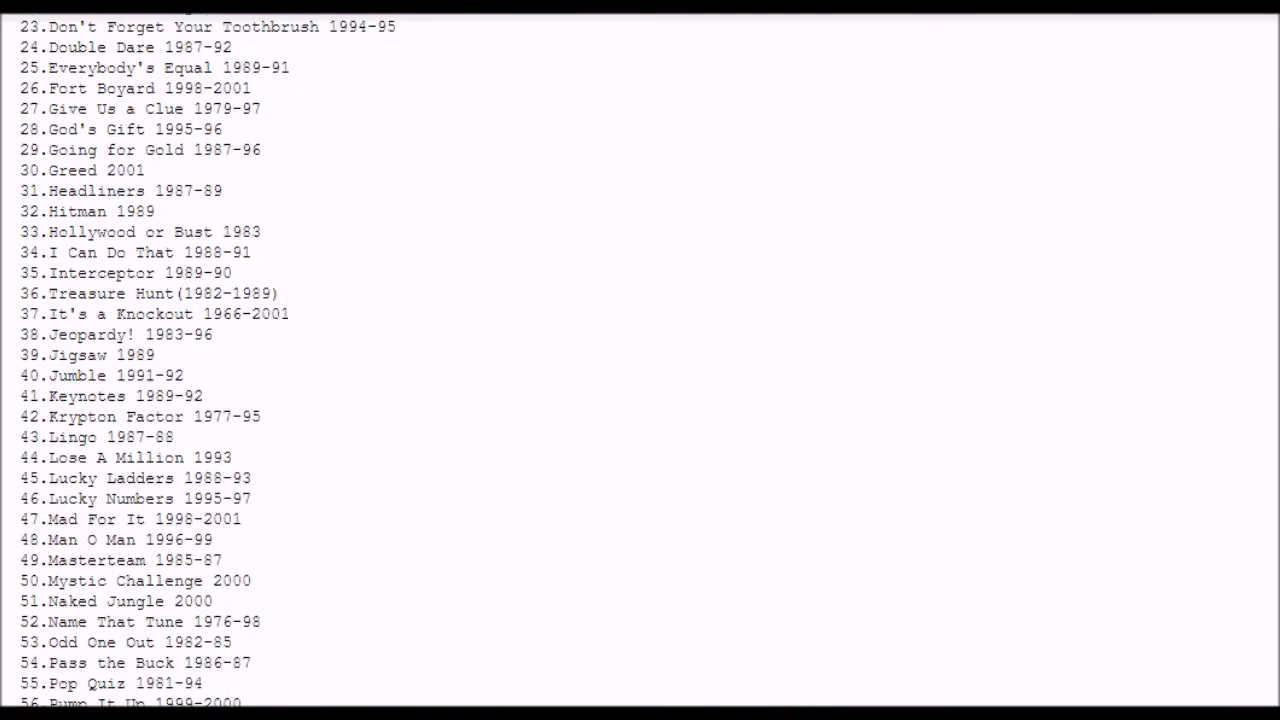 23.Don't Forget Your Toothbrush 1994-95
24.Double Dare 1987-92
25.Everybody's Equal 1989-91
26.Fort Boyard 1998-2001
27.Give Us a Clue 1979-97
28.God's Gift 1995-96
29.Going for Gold 1987-96
30.Greed 2001
31.Headliners 1987-89
32.Hitman 1989
33.Hollywood or Bust 1983
34.I Can Do That 1988-91
35.Interceptor 1989-90
36.Treasure Hunt(1982-1989)
37.It's a Knockout 1966-2001
38.Jeopardy! 1983-96
39.Jigsaw 1989
40.Jumble 1991-92
41.Keynotes 1989-92
42.Krypton Factor 1977-95
43.Lingo 1987-88
44.Lose A Million 1993
45.Lucky Ladders 1988-93
46.Lucky Numbers 1995-97
47.Mad For It 1998-2001
48.Man O Man 1996-99
49.Masterteam 1985-87
50.Mystic Challenge 2000
51.Naked Jungle 2000
52.Name That Tune 1976-98
53.Odd One Out 1982-85
54.Pass the Buck 1986-87
55.Pop Quiz 1981-94
56.Pump It Up 1999-2000